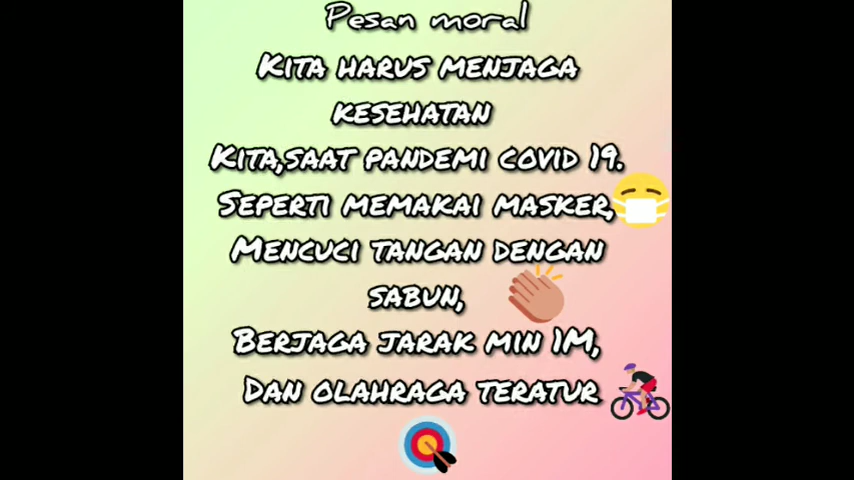 Pesan moral
Kita harus menjaga
kesehatan
Kita,saat pandemi covid 19.
Seperti memakai masker,
Mencuci tangan dengan
sabun,
Berjaga jarak min 1M,
Dan olahraga teratur